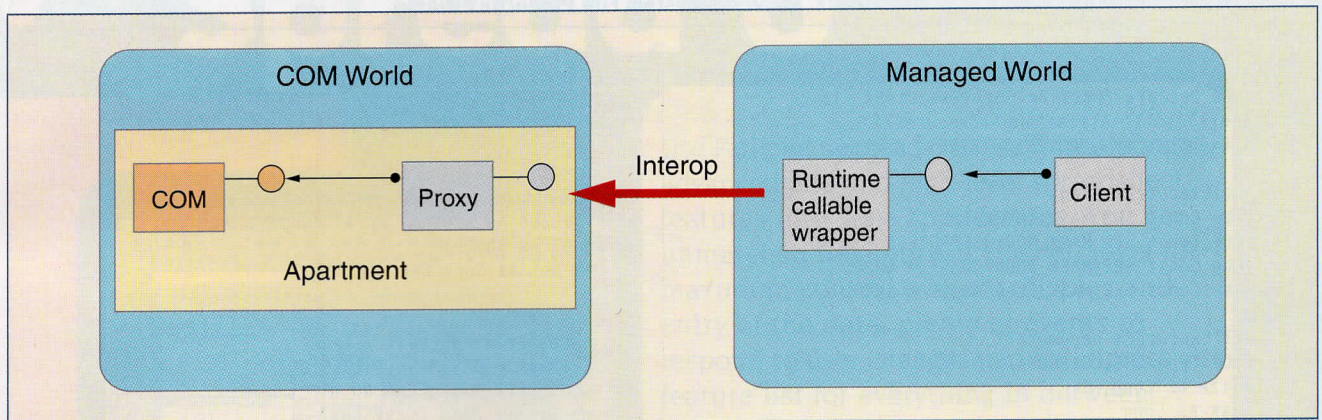 COM World
Managed World
Interop
COM
Proxy
Runtime
callable
wrapper
Client
Apartment